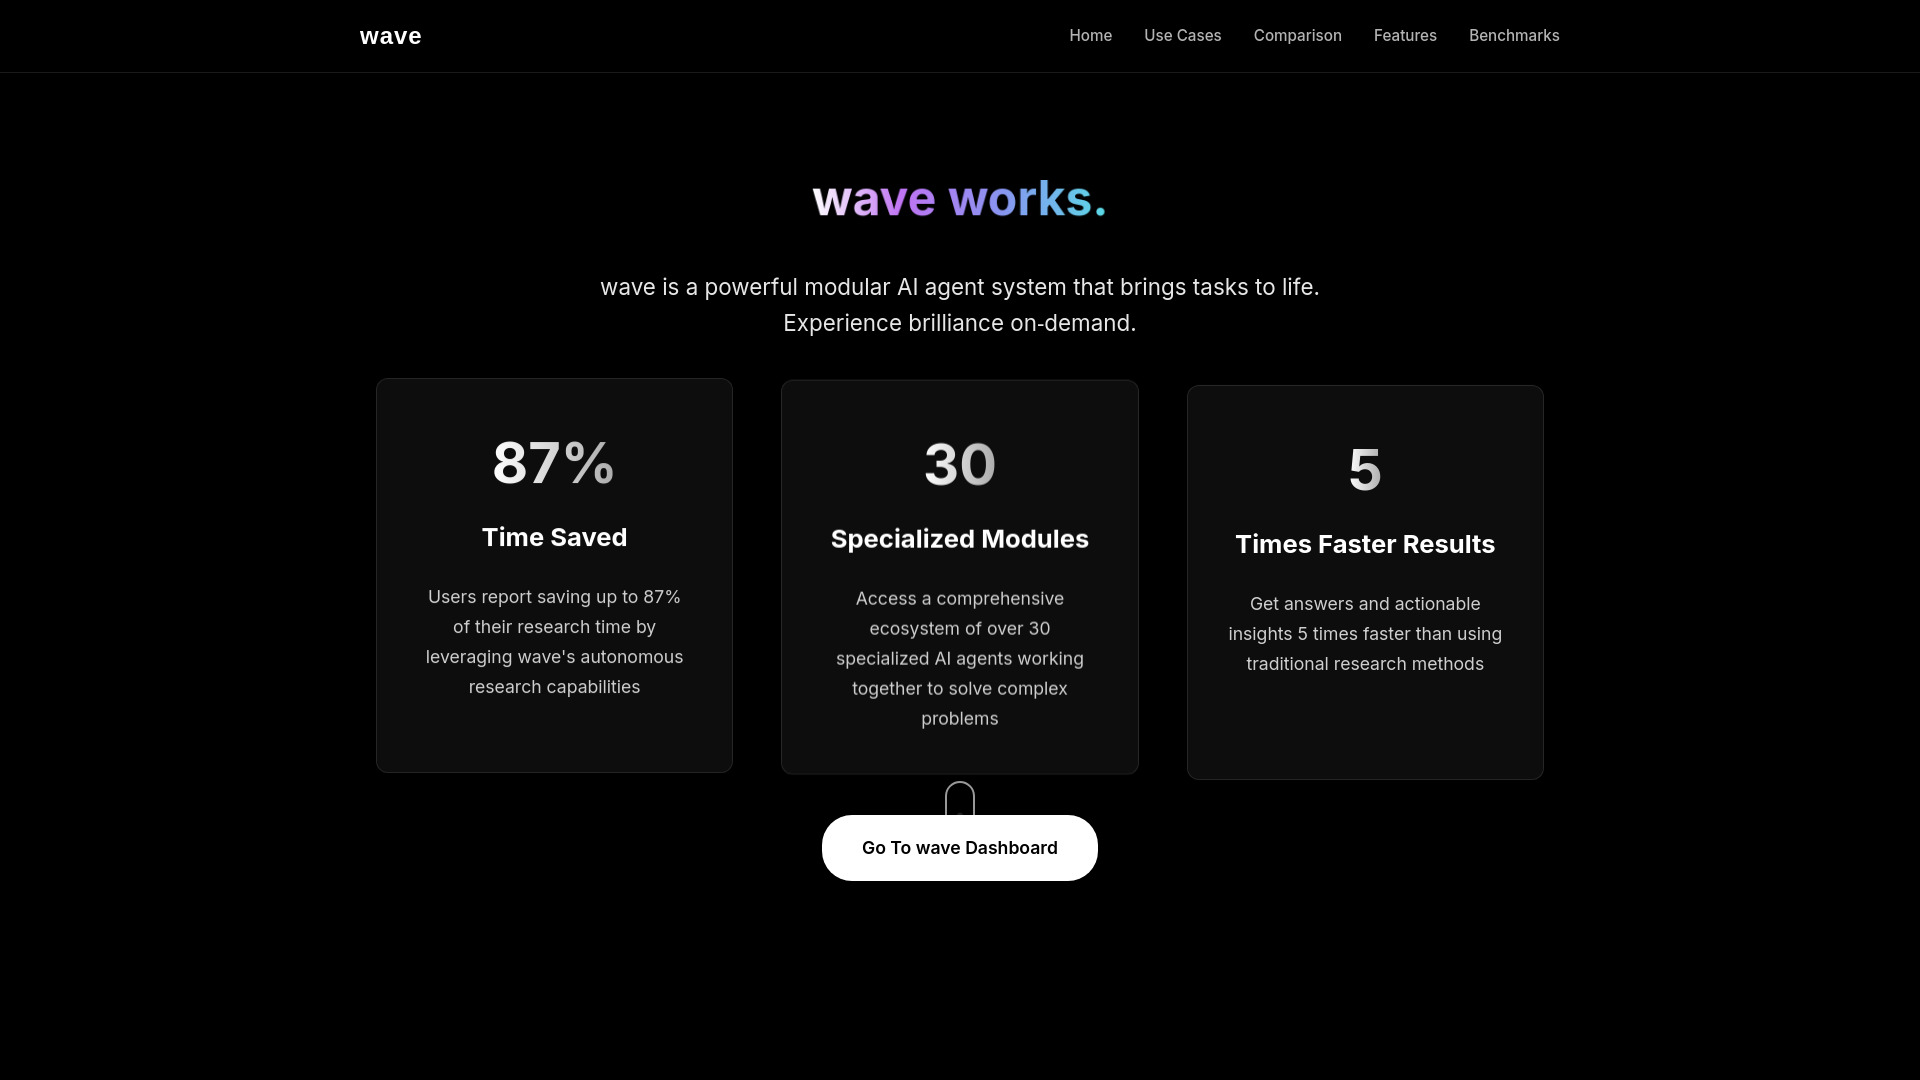 wave
Home
Use Cases
Comparison
Features
Benchmarks
wave works.
wave is a powerful modular AI agent system that brings tasks to life.
Experience brilliance on-demand.
87%
Time Saved
Users report saving up to 87%
of their research time by
leveraging wave's autonomous
research capabilities
30
Specialized Modules
Access a comprehensive
ecosystem of over 30
specialized AI agents working
together to solve complex
problems
5
Times Faster Results
Get answers and actionable
insights 5 times faster than using
traditional research methods
Go To wave Dashboard